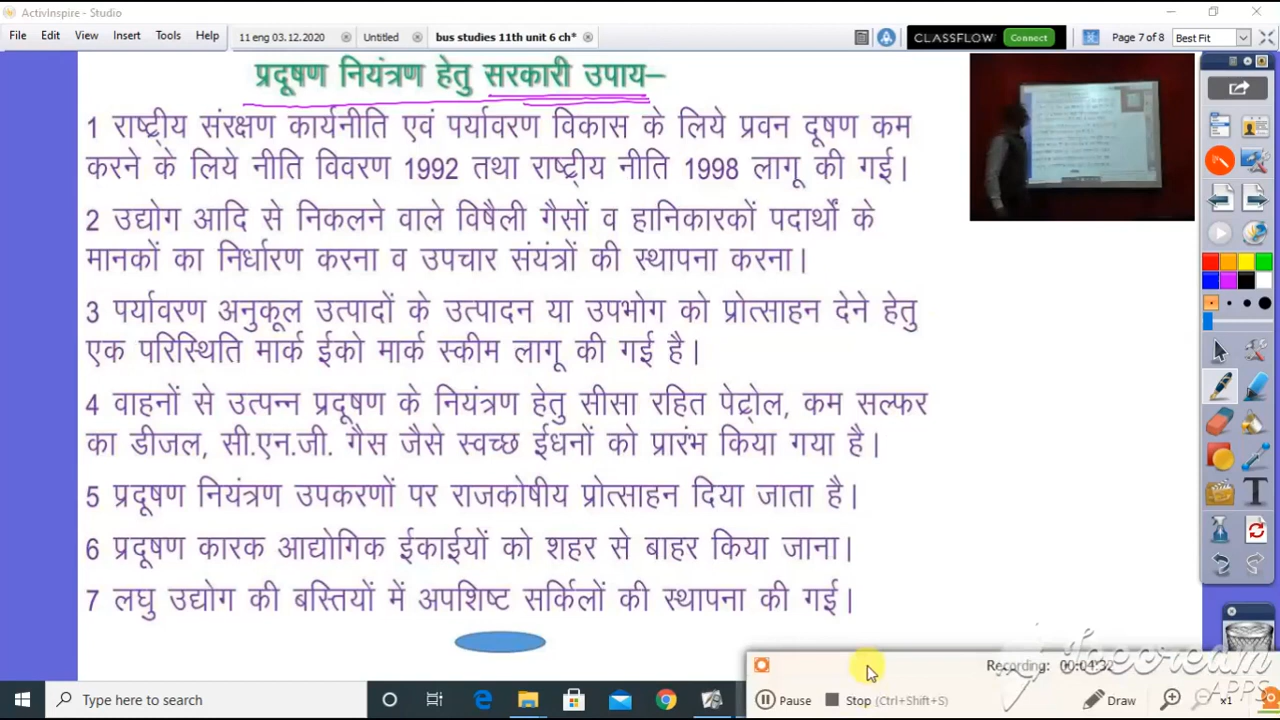 ActivInspire - Studio
File Edit View Insert Tools Help
11 eng 03.12.2020
Untitled
bus studies 11th unit 6 ch*
CLASSFLOW Connect
Page 7 of 8
Best Fit
प्रदूषण नियंत्रण हेतु सरकारी उपाय–
1 राष्ट्रीय संरक्षण कार्यनीति एवं पर्यावरण विकास के लिये प्रवन दूषण कम
करने के लिये नीति विवरण 1992 तथा राष्ट्रीय नीति 1998 लागू की गई।
2 उद्योग आदि से निकलने वाले विषैली गैसों व हानिकारकों पदार्थों के
मानकों का निर्धारण करना व उपचार संयंत्रों की स्थापना करना।
3 पर्यावरण अनुकूल उत्पादों के उत्पादन या उपभोग को प्रोत्साहन देने हेतु
एक परिस्थिति मार्क ईको मार्क स्कीम लागू की गई है।
4 वाहनों से उत्पन्न प्रदूषण के नियंत्रण हेतु सीसा रहित पेट्रोल, कम सल्फर
का डीजल, सी.एन.जी. गैस जैसे स्वच्छ ईधनों को प्रारंभ किया गया है।
5 प्रदूषण नियंत्रण उपकरणों पर राजकोषीय प्रोत्साहन दिया जाता है।
6 प्रदूषण कारक आद्योगिक ईकाईयों को शहर से बाहर किया जाना।
7 लघु उद्योग की बस्तियों में अपशिष्ट सर्किलों की स्थापना की गई।
Recording: 00:04:32
Pause
Stop (Ctrl+Shift+S)
Draw
x1
Icecream
APPS
Type here to search